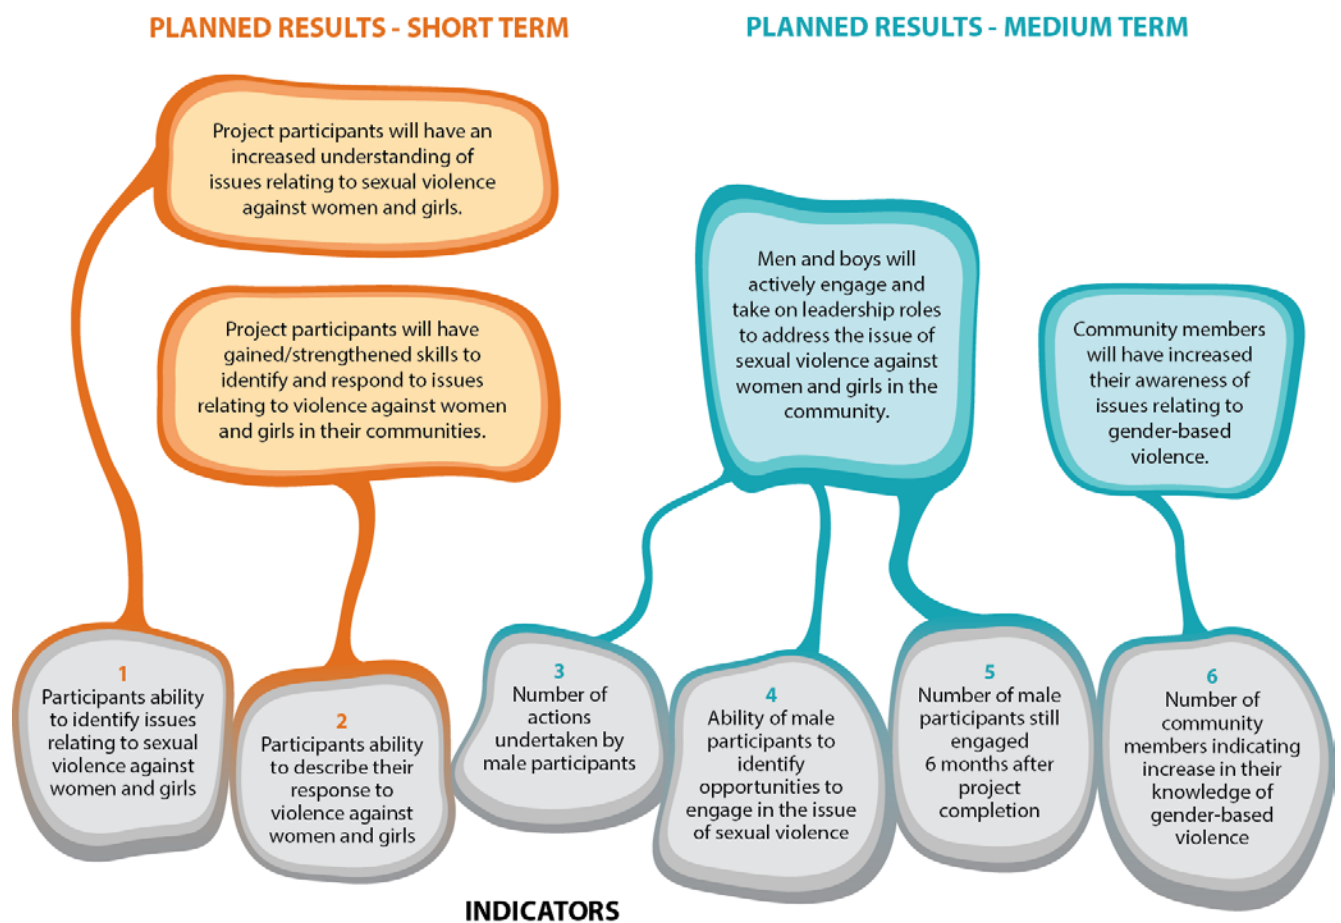 PLANNED RESULTS - SHORT TERM
PLANNED RESULTS - MEDIUM TERM
Project participants will have an
increased understanding of
issues relating to sexual violence
against women and girls.
Project participants will have
gained/strengthened skills to
identify and respond to issues
relating to violence against women
and girls in their communities.
Men and boys will
actively engage and
take on leadership roles
to address the issue of
sexual violence against
women and girls in the
community.
Community members
will have increased
their awareness of
issues relating to
gender-based
violence.
1
Participants ability
to identify issues
relating to sexual
violence against
women and girls
2
Participants ability
to describe their
response to
violence against
women and girls
3
Number of
actions
undertaken by
male participants
4
Ability of male
participants to
identify
opportunities to
engage in the issue
of sexual violence
5
Number of male
participants still
engaged
6 months after
project
completion
6
Number of
community
members indicating
increase in their
knowledge of
gender-based
violence
INDICATORS